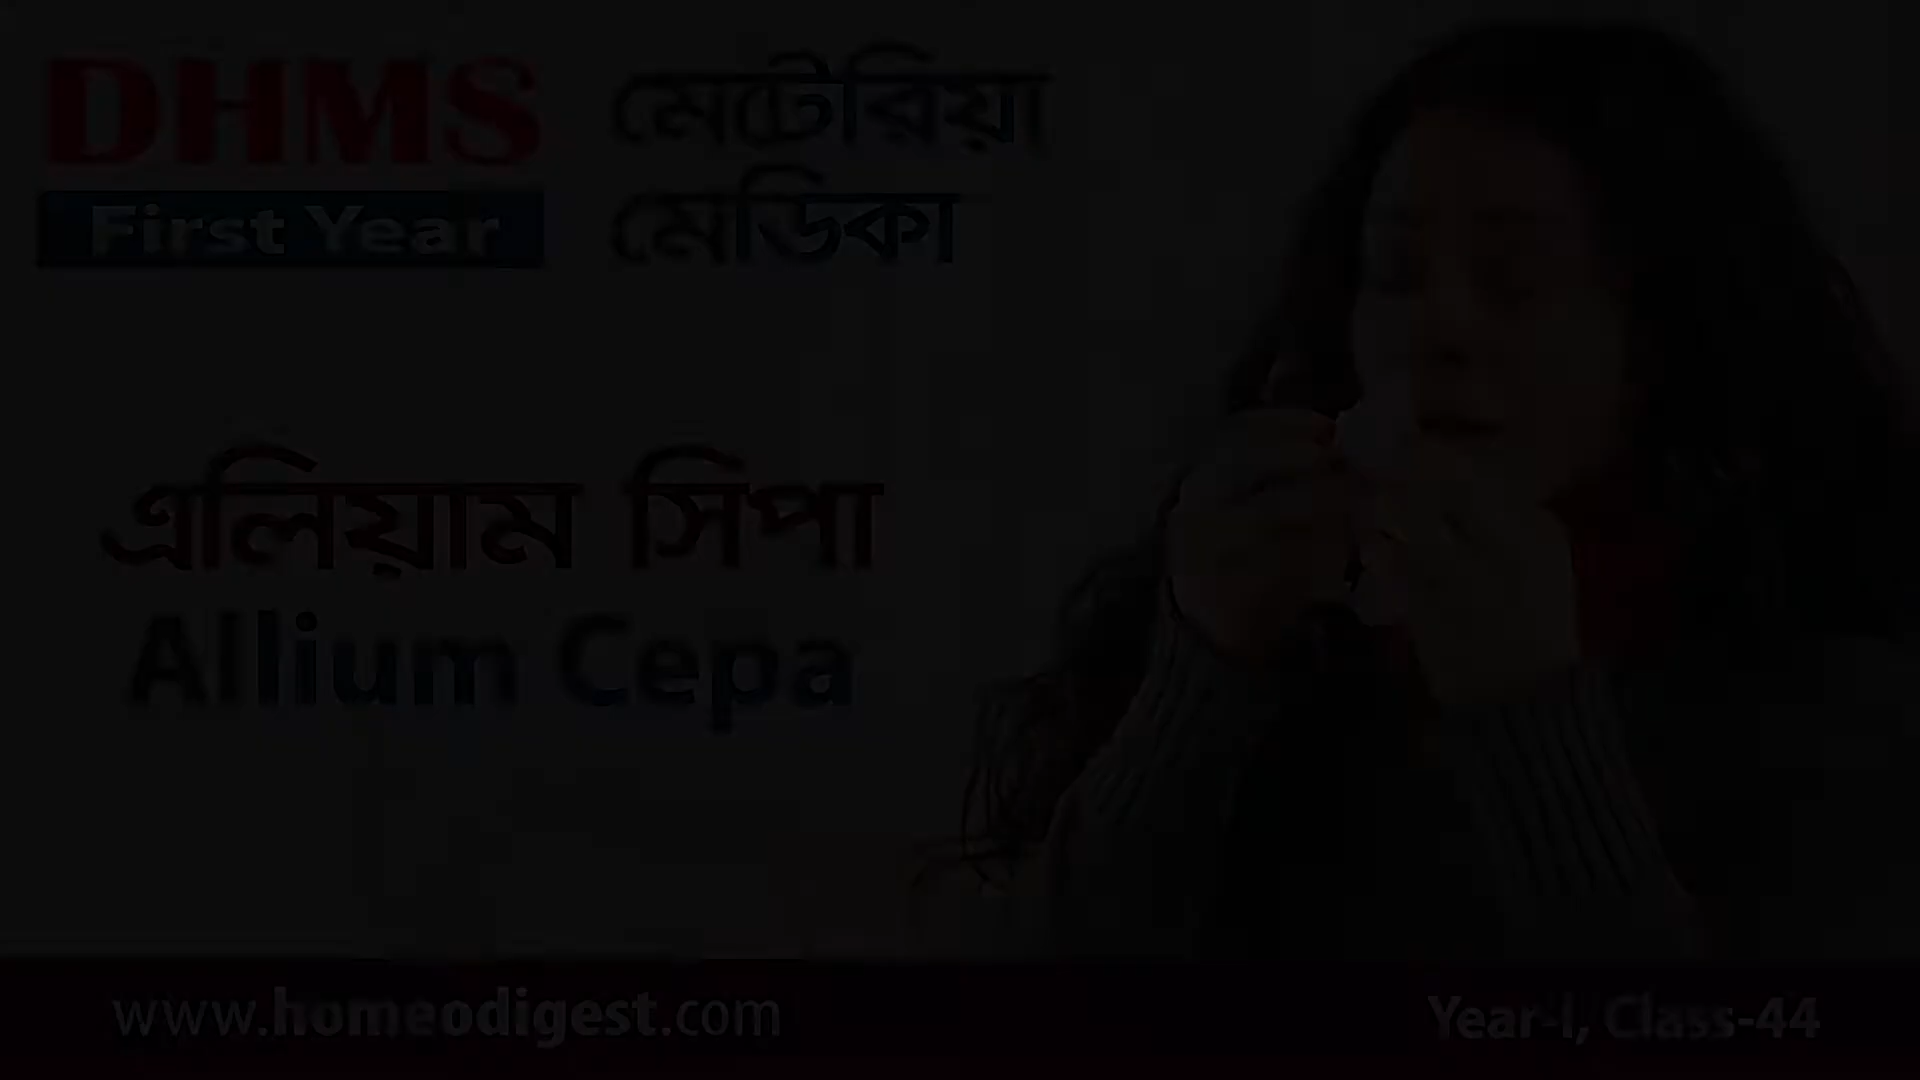 DHMS
First Year
মেটেরিয়া
মেডিকা
এলিয়াম সিপা
Allium Cepa
www.homeodigest.com
Year-I, Class-44